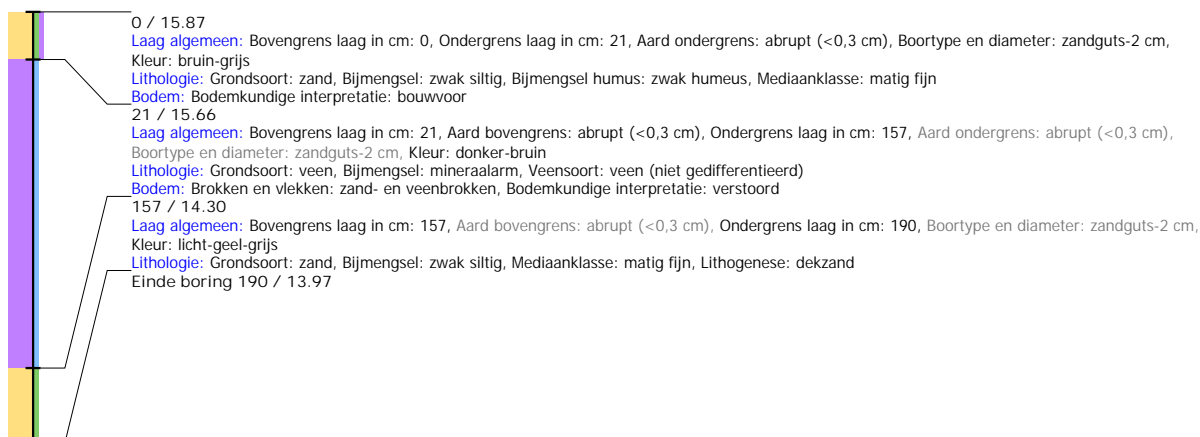 0 / 15.87
Laag algemeen: Bovengrens laag in cm: 0, Ondergrens laag in cm: 21, Aard ondergrens: abrupt (<0,3 cm), Boortype en diameter: zandguts-2 cm,
Kleur: bruin-grijs
Lithologie: Grondsoort: zand, Bijmengsel: zwak siltig, Bijmengsel humus: zwak humeus, Mediaanklasse: matig fijn
Bodem: Bodemkundige interpretatie: bouwvoor
21 / 15.66
Laag algemeen: Bovengrens laag in cm: 21, Aard bovengrens: abrupt (<0,3 cm), Ondergrens laag in cm: 157, Aard ondergrens: abrupt (<0,3 cm),
Boortype en diameter: zandguts-2 cm, Kleur: donker-bruin
Lithologie: Grondsoort: veen, Bijmengsel: mineraalarm, Veensoort: veen (niet gedifferentieerd)
Bodem: Brokken en vlekken: zand- en veenbrokken, Bodemkundige interpretatie: verstoord
157 / 14.30
Laag algemeen: Bovengrens laag in cm: 157, Aard bovengrens: abrupt (<0,3 cm), Ondergrens laag in cm: 190, Boortype en diameter: zandguts-2 cm,
Kleur: licht-geel-grijs
Lithologie: Grondsoort: zand, Bijmengsel: zwak siltig, Mediaanklasse: matig fijn, Lithogenese: dekzand
Einde boring 190 / 13.97